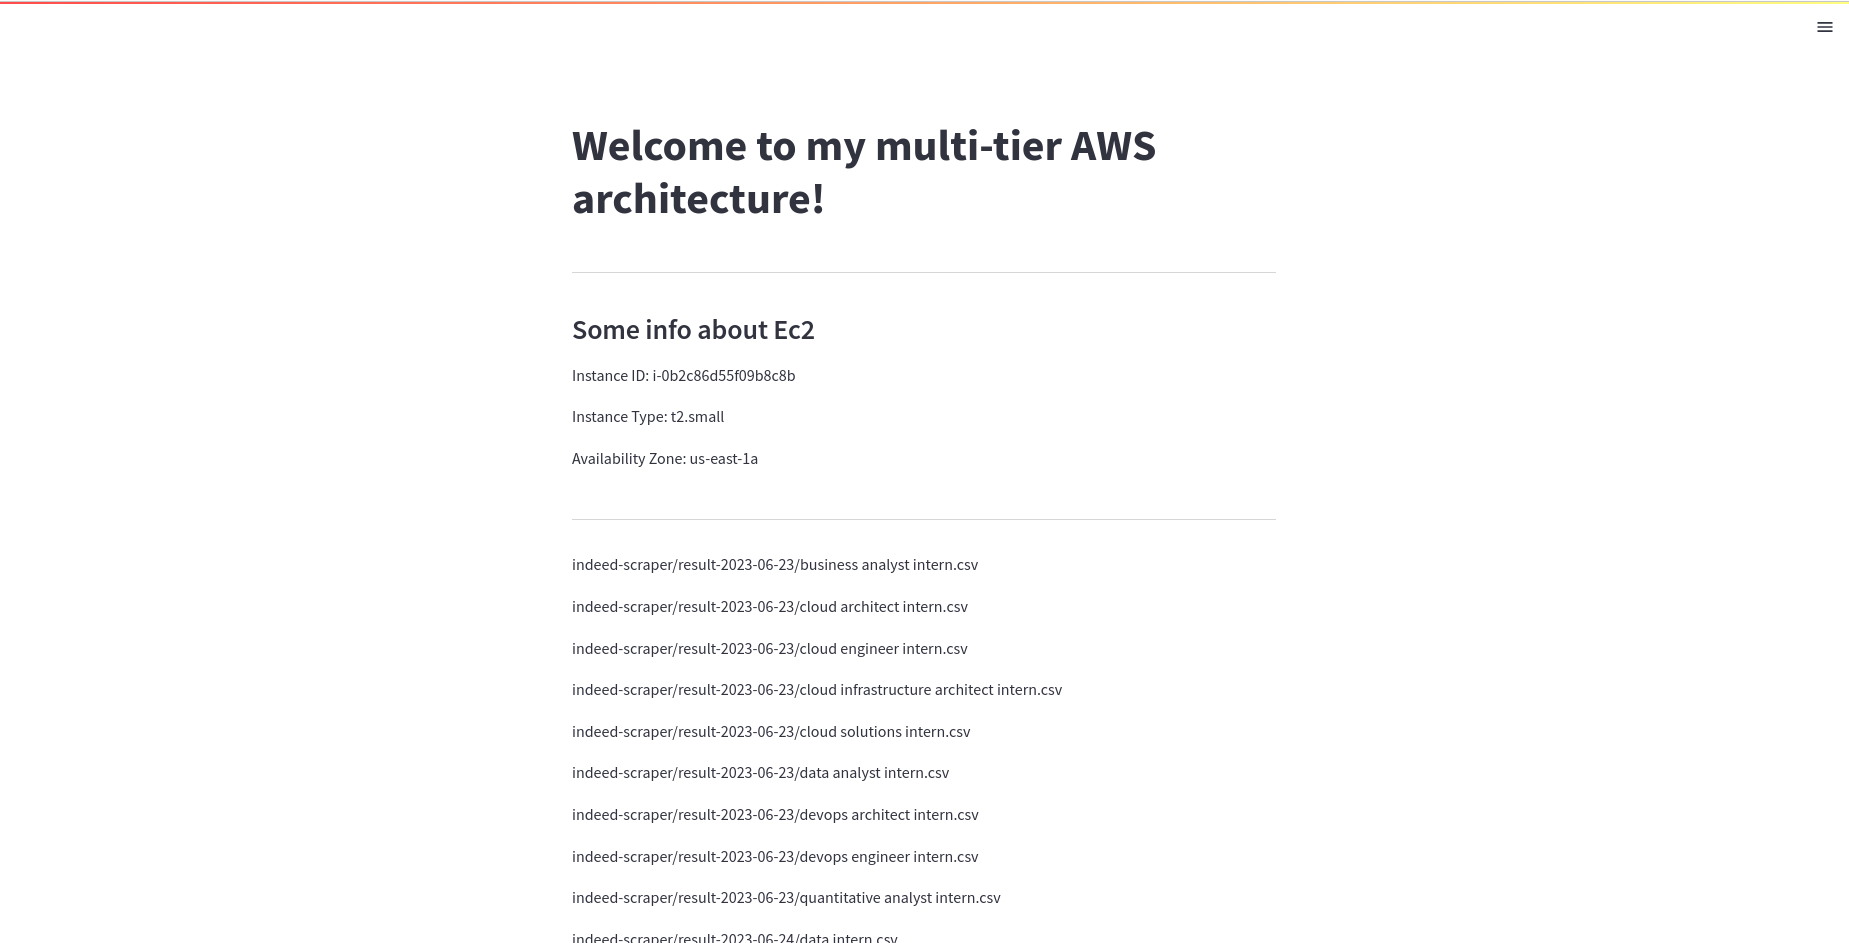 Welcome to my multi-tier AWS
architecture!
Some info about Ec2
Instance ID: i-0b2c86d55f09b8c8b
Instance Type: t2.small
Availability Zone: us-east-1a
indeed-scraper/result-2023-06-23/business analyst intern.csv
indeed-scraper/result-2023-06-23/cloud architect intern.csv
indeed-scraper/result-2023-06-23/cloud engineer intern.csv
indeed-scraper/result-2023-06-23/cloud infrastructure architect intern.csv
indeed-scraper/result-2023-06-23/cloud solutions intern.csv
indeed-scraper/result-2023-06-23/data analyst intern.csv
indeed-scraper/result-2023-06-23/devops architect intern.csv
indeed-scraper/result-2023-06-23/devops engineer intern.csv
indeed-scraper/result-2023-06-23/quantitative analyst intern.csv
indeed-scraper/result-2023-06-24/data intern.csv